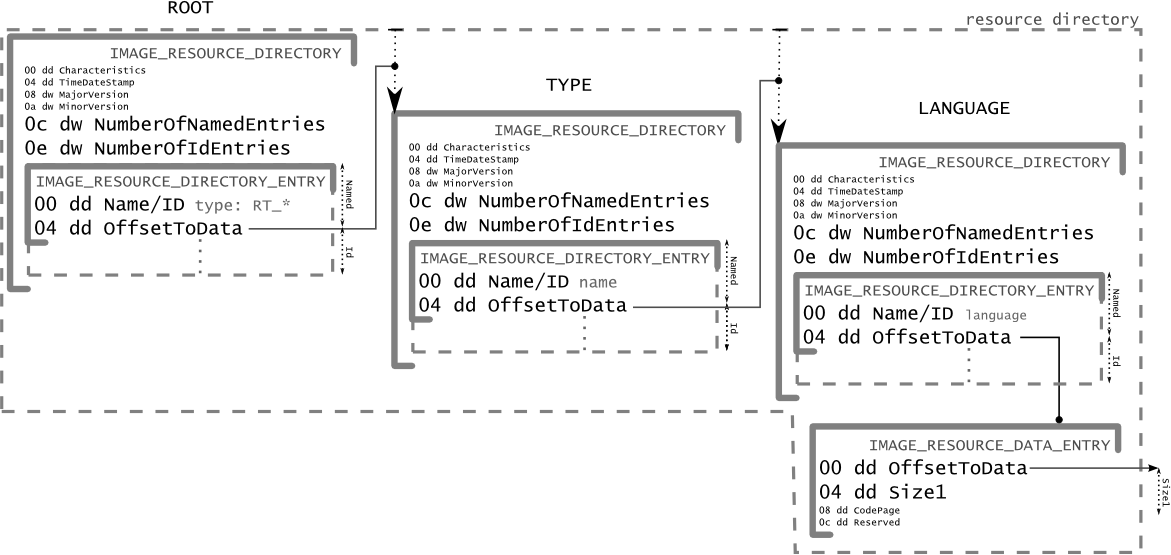 ROOT
resource directory
IMAGE_RESOURCE_DIRECTORY
00 dd Characteristics
04 dd TimeDateStamp
08 dw MajorVersion
0a dw MinorVersion
0c dw NumberOfNamedEntries
0e dw NumberOfIdEntries
IMAGE_RESOURCE_DIRECTORY_ENTRY
00 dd Name/ID type: RT_*
04 dd OffsetToData
Named
Id
TYPE
IMAGE_RESOURCE_DIRECTORY
00 dd Characteristics
04 dd TimeDateStamp
08 dw MajorVersion
0a dw MinorVersion
0c dw NumberOfNamedEntries
0e dw NumberOfIdEntries
IMAGE_RESOURCE_DIRECTORY_ENTRY
00 dd Name/ID name
04 dd OffsetToData
Named
Id
LANGUAGE
IMAGE_RESOURCE_DIRECTORY
00 dd Characteristics
04 dd TimeDateStamp
08 dw MajorVersion
0a dw MinorVersion
0c dw NumberOfNamedEntries
0e dw NumberOfIdEntries
IMAGE_RESOURCE_DIRECTORY_ENTRY
00 dd Name/ID language
04 dd OffsetToData
Named
Id
IMAGE_RESOURCE_DATA_ENTRY
00 dd OffsetToData
04 dd Size1
08 dd CodePage
0c dd Reserved
Size1